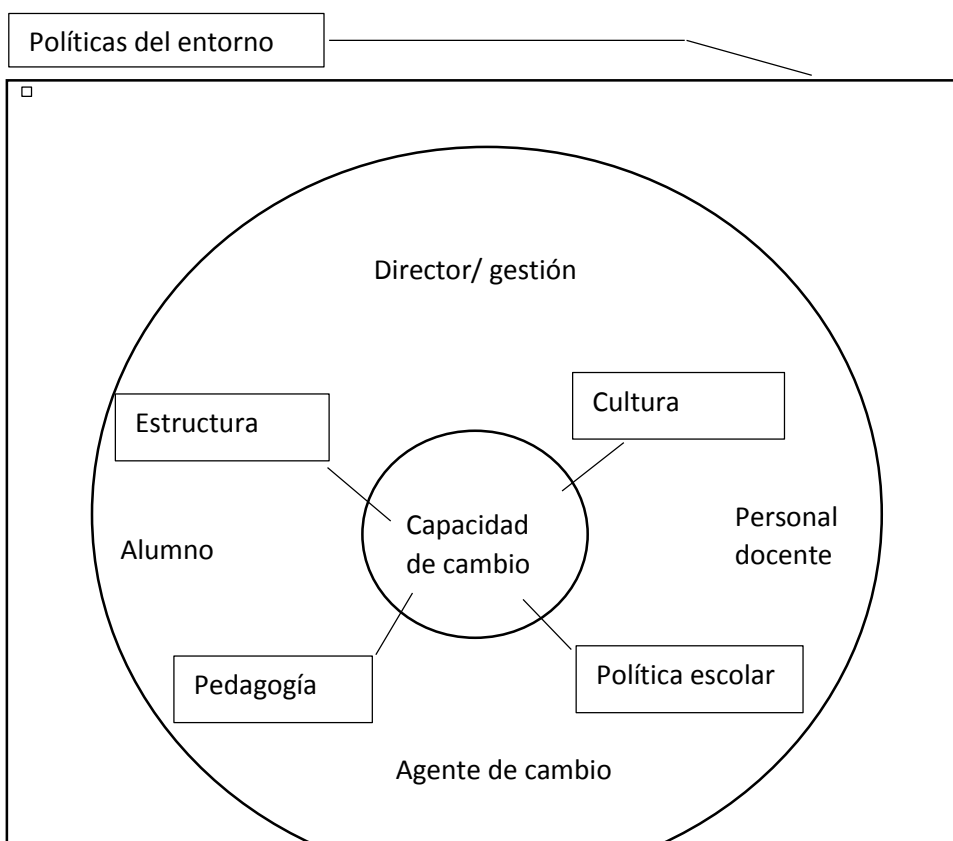 Políticas del entorno
Director/ gestión
Cultura
Estructura
Capacidad
de cambio
Personal
docente
Alumno
Pedagogía
Política escolar
Agente de cambio